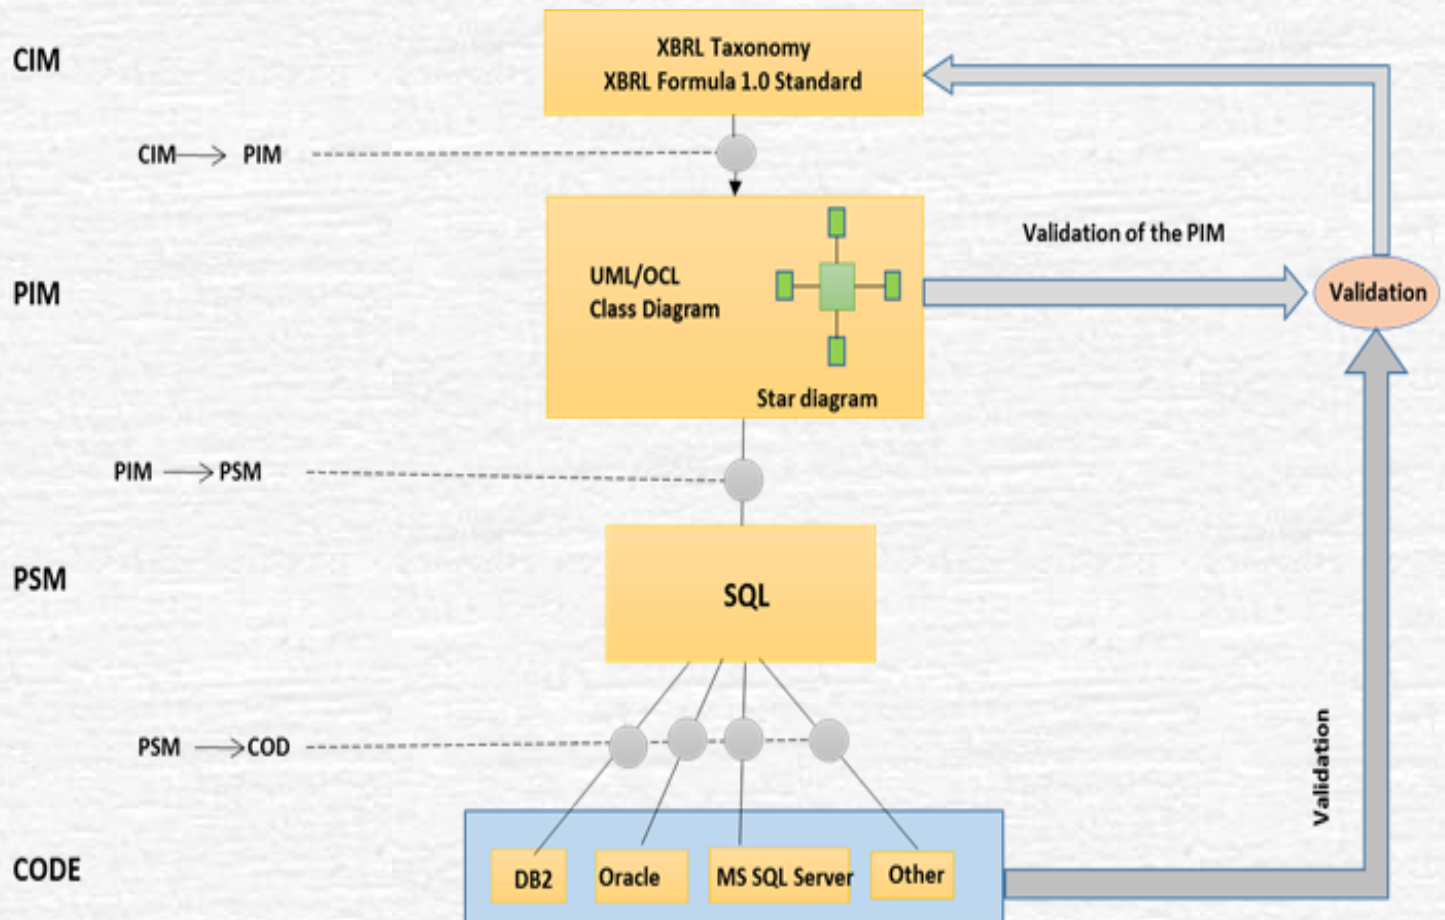 CIM
XBRL Taxonomy
XBRL Formula 1.0 Standard
CIM → PIM
PIM
UML/OCL
Class Diagram
Star diagram
Validation of the PIM
Validation
PIM → PSM
PSM
SQL
PSM → COD
Validation
CODE
DB2
Oracle
MS SQL Server
Other